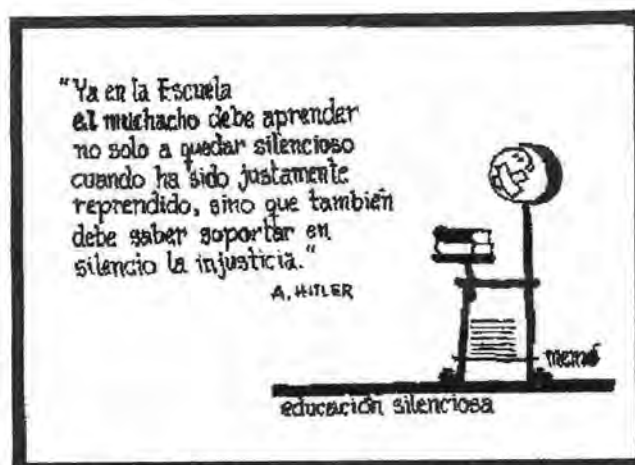 "Ya en la Escuela
el muchacho debe aprender
no solo a quedar silencioso
cuando ha sido justamente
reprendido, sino que también
debe saber soportar en
silencio la injusticia."
A. HITLER
educación silenciosa